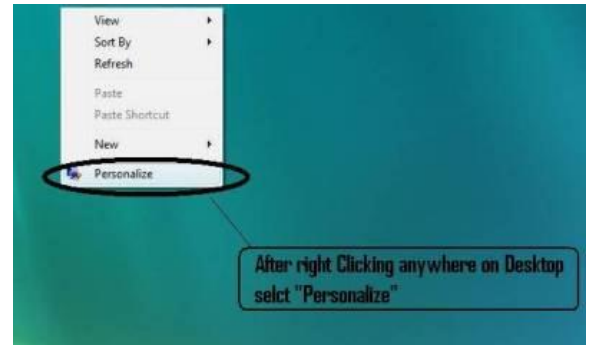 View
Sort By
Refresh
Paste
Paste Shortcut
New
Personalize
After right Clicking anywhere on Desktop
selct "Personalize"